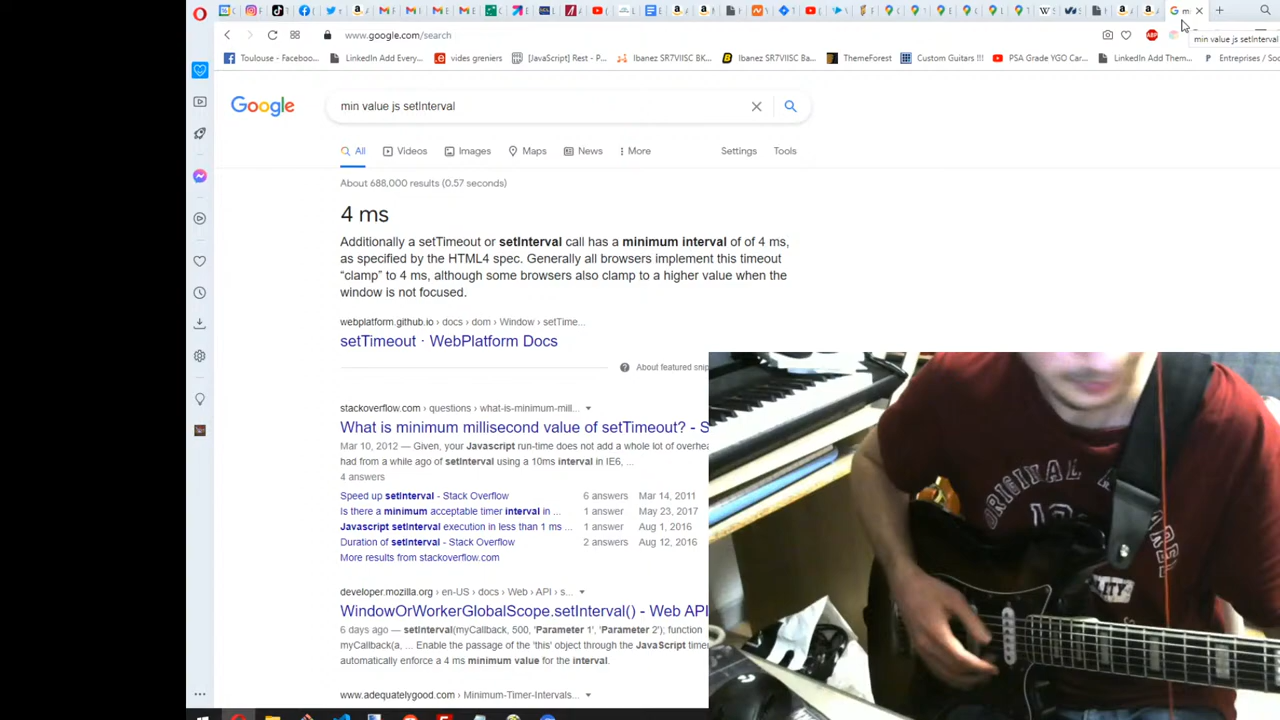 m
www.google.com/search
ABP
min value js setInterval
Toulouse - Faceboo...
LinkedIn Add Every...
vides greniers
[JavaScript] Rest - P...
Ibanez SR7VIISC BK...
Ibanez SR7VIISC Ba...
ThemeForest
Custom Guitars !!!
PSA Grade YGO Car...
LinkedIn Add Them...
Entreprises / Soc
Google
min value js setInterval
All
Videos
Images
Maps
News
More
Settings
Tools
About 688,000 results (0.57 seconds)
4 ms
Additionally a setTimeout or setInterval call has a minimum interval of of 4 ms,
as specified by the HTML4 spec. Generally all browsers implement this timeout
“clamp” to 4 ms, although some browsers also clamp to a higher value when the
window is not focused.
webplatform.github.io › docs › dom › Window › setTime...
setTimeout · WebPlatform Docs
About featured snip
stackoverflow.com › questions › what-is-minimum-mill...
What is minimum millisecond value of setTimeout? - S
Mar 10, 2012 — Given, your Javascript run-time does not add a whole lot of overhea
had from a while ago of setInterval using a 10ms interval in IE6, ...
4 answers
Speed up setInterval - Stack Overflow 6 answers Mar 14, 2011
Is there a minimum acceptable timer interval in ... 1 answer May 23, 2017
Javascript setinterval execution in less than 1 ms ... 1 answer Aug 1, 2016
Duration of setInterval - Stack Overflow 2 answers Aug 12, 2016
More results from stackoverflow.com
developer.mozilla.org › en-US › docs › Web › API › s...
WindowOrWorkerGlobalScope.setInterval() - Web API
6 days ago — setInterval(myCallback, 500, 'Parameter 1', 'Parameter 2'); function
myCallback(a, ... Enable the passage of the 'this' object through the JavaScript timer
automatically enforce a 4 ms minimum value for the interval.
www.adequatelygood.com › Minimum-Timer-Intervals...
ORIGINAL